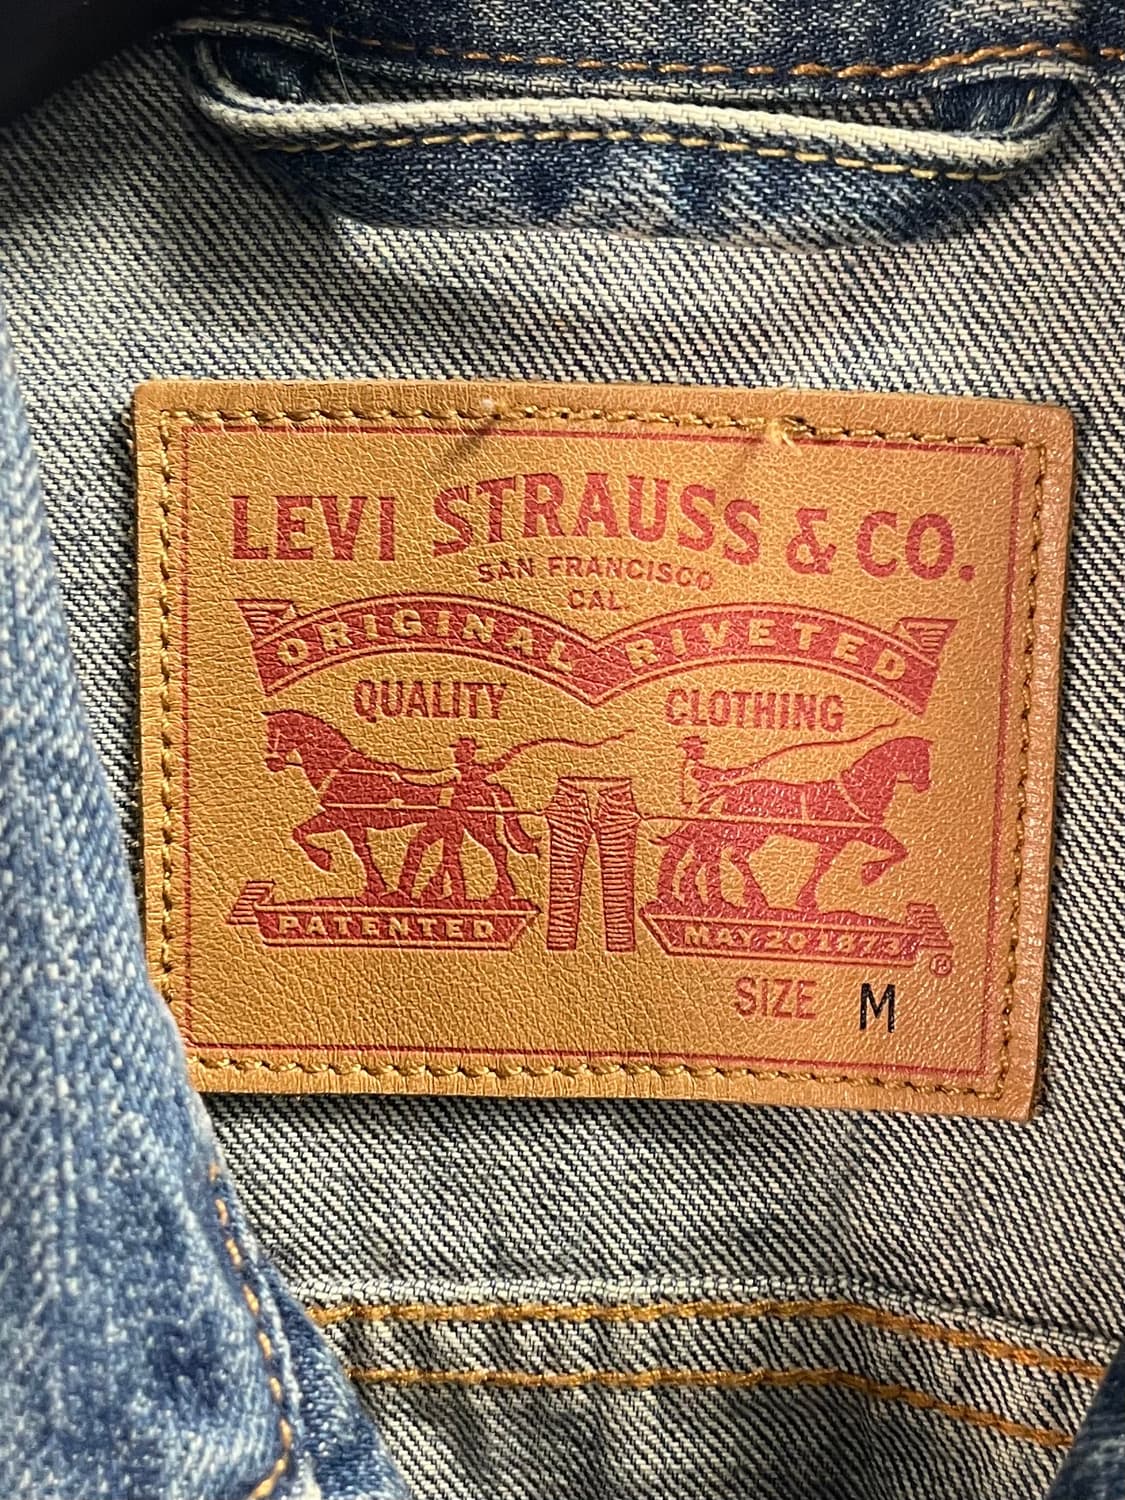 LEVI STRAUSS & CO.
SAN FRANCISCO
CAL.
ORIGINAL RIVETED
QUALITY CLOTHING
PATENTED MAY 20 1873 ®
SIZE M